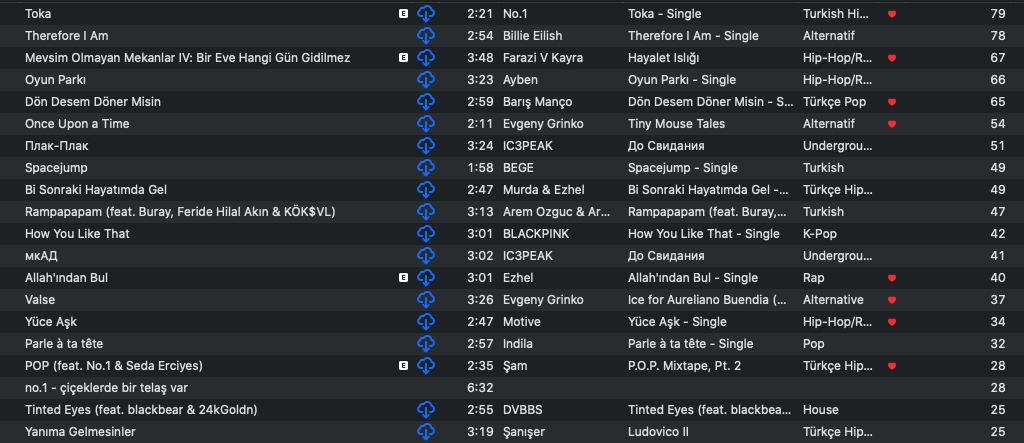 Toka E 2:21 No.1 Toka - Single Turkish Hi... 79
Therefore I Am 2:54 Billie Eilish Therefore I Am - Single Alternatif 78
Mevsim Olmayan Mekanlar IV: Bir Eve Hangi Gün Gidilmez E 3:48 Farazi V Kayra Hayalet Islığı Hip-Hop/R... 67
Oyun Parkı 3:23 Ayben Oyun Parkı - Single Hip-Hop/R... 66
Dön Desem Döner Misin 2:59 Barış Manço Dön Desem Döner Misin - S... Türkçe Pop 65
Once Upon a Time 2:11 Evgeny Grinko Tiny Mouse Tales Alternatif 54
Плак-Плак 3:24 IC3PEAK До Свидания Undergrou... 51
Spacejump 1:58 BEGE Spacejump - Single Turkish 49
Bi Sonraki Hayatımda Gel 2:47 Murda & Ezhel Bi Sonraki Hayatımda Gel -... Türkçe Hip... 49
Rampapapam (feat. Buray, Feride Hilal Akın & KÖK$VL) 3:13 Arem Ozguc & Ar... Rampapapam (feat. Buray,... Turkish 47
How You Like That 3:01 BLACKPINK How You Like That - Single K-Pop 42
мкАД 3:02 IC3PEAK До Свидания Undergrou... 41
Allah'ından Bul E 3:01 Ezhel Allah'ından Bul - Single Rap 40
Valse 3:26 Evgeny Grinko Ice for Aureliano Buendia (... Alternative 37
Yüce Aşk 2:47 Motive Yüce Aşk - Single Hip-Hop/R... 34
Parle à ta tête 2:57 Indila Parle à ta tête - Single Pop 32
POP (feat. No.1 & Seda Erciyes) E 2:35 Şam P.O.P. Mixtape, Pt. 2 Türkçe Hip... 28
no.1 - çiçeklerde bir telaş var 6:32 28
Tinted Eyes (feat. blackbear & 24kGoldn) 2:55 DVBBS Tinted Eyes (feat. blackbea... House 25
Yanıma Gelmesinler 3:19 Şanışer Ludovico II Türkçe Hip... 25